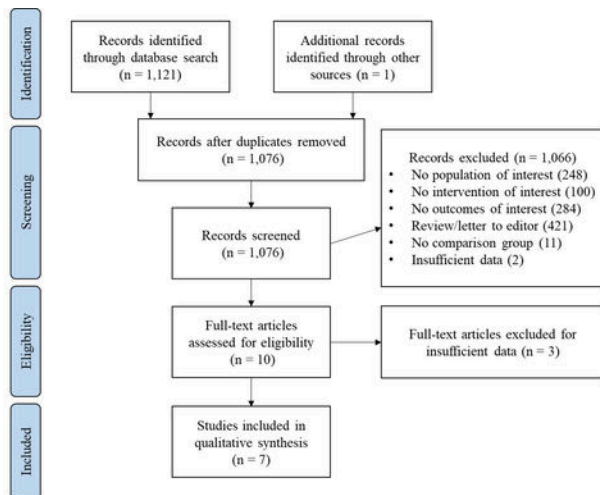 Identification
Records identified
through database search
(n = 1,121)
Additional records
identified through other
sources (n = 1)
Screening
Records after duplicates removed
(n = 1,076)
Records screened
(n = 1,076)
Records excluded (n = 1,066)
• No population of interest (248)
• No intervention of interest (100)
• No outcomes of interest (284)
• Review/letter to editor (421)
• No comparison group (11)
• Insufficient data (2)
Eligibility
Full-text articles
assessed for eligibility
(n = 10)
Full-text articles excluded for
insufficient data (n = 3)
Included
Studies included in
qualitative synthesis
(n = 7)